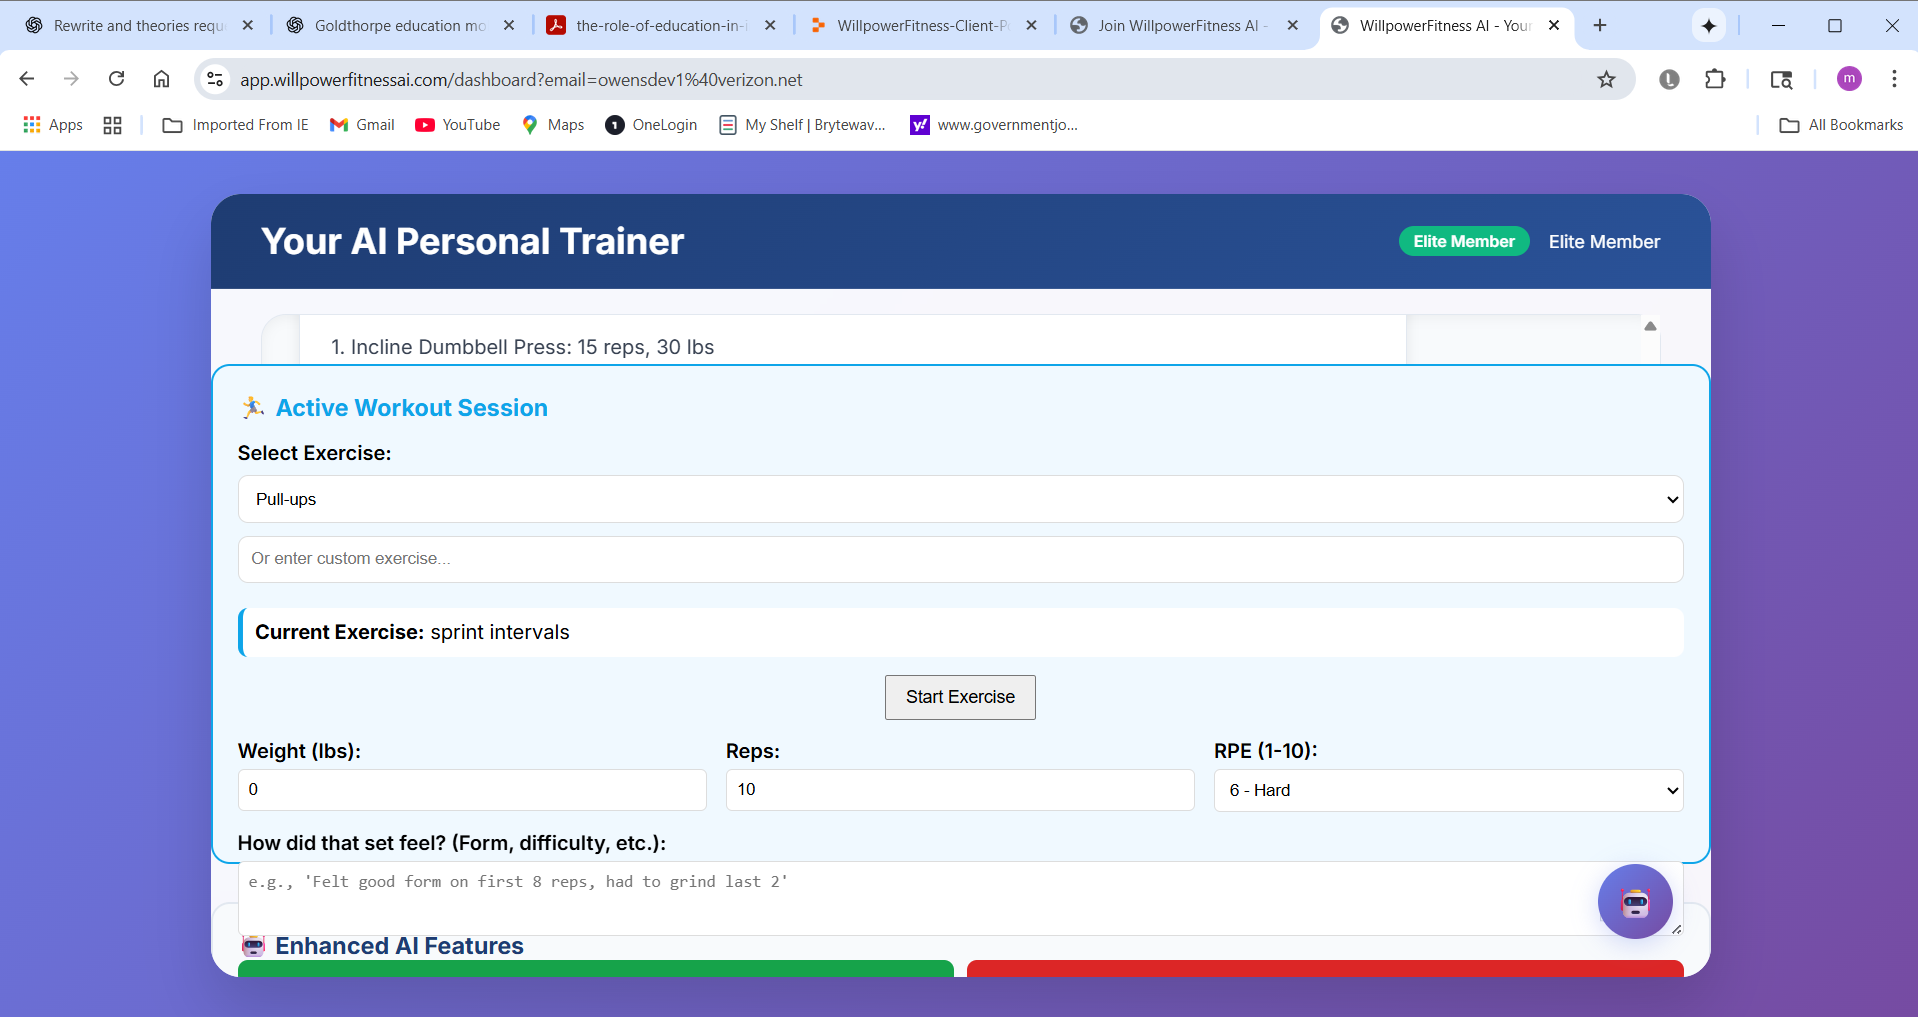 Rewrite and theories requ
Goldthorpe education mo
the-role-of-education-in-i
WillpowerFitness-Client-P
Join WillpowerFitness AI -
WillpowerFitness AI - Your
m
app.willpowerfitnessai.com/dashboard?email=owensdev1%40verizon.net
Apps
Imported From IE
Gmail
YouTube
Maps
OneLogin
My Shelf | Brytewav...
www.governmentjo...
All Bookmarks
Your AI Personal Trainer
Elite Member
Elite Member
1. Incline Dumbbell Press: 15 reps, 30 lbs
Active Workout Session
Select Exercise:
Pull-ups
Or enter custom exercise...
Current Exercise: sprint intervals
Start Exercise
Weight (lbs):
Reps:
RPE (1-10):
0
10
6 - Hard
How did that set feel? (Form, difficulty, etc.):
e.g., 'Felt good form on first 8 reps, had to grind last 2'
Enhanced AI Features